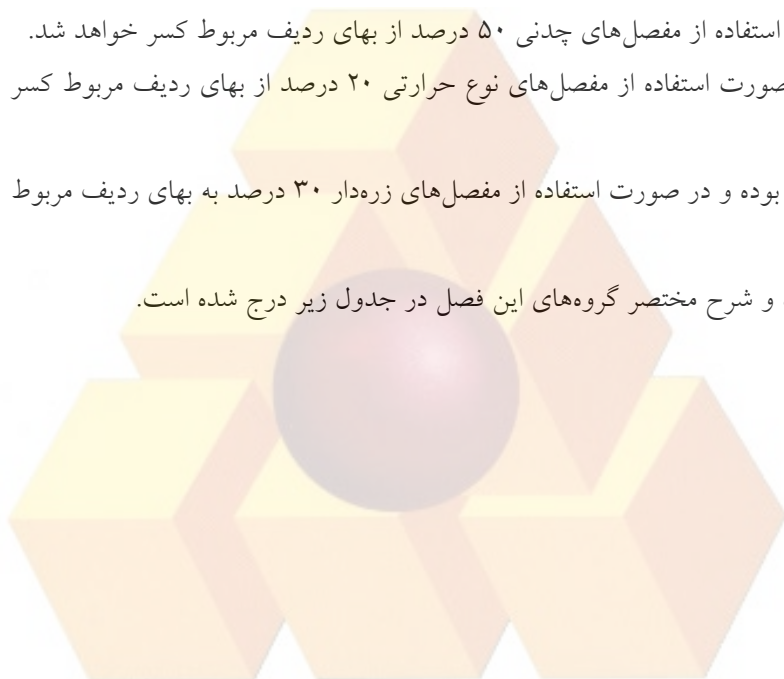 استفاده از مفصل‌های چدنی ۵۰ درصد از بهای ردیف مربوط کسر خواهد شد.
صورت استفاده از مفصل‌های نوع حرارتی ۲۰ درصد از بهای ردیف مربوط کسر
بوده و در صورت استفاده از مفصل‌های زره‌دار ۳۰ درصد به بهای ردیف مربوط
و شرح مختصر گروه‌های این فصل در جدول زیر درج شده است.